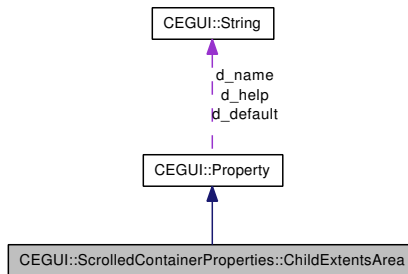 CEGUI::String
d_name
d_help
d_default
CEGUI::Property
CEGUI::ScrolledContainerProperties::ChildExtentsArea